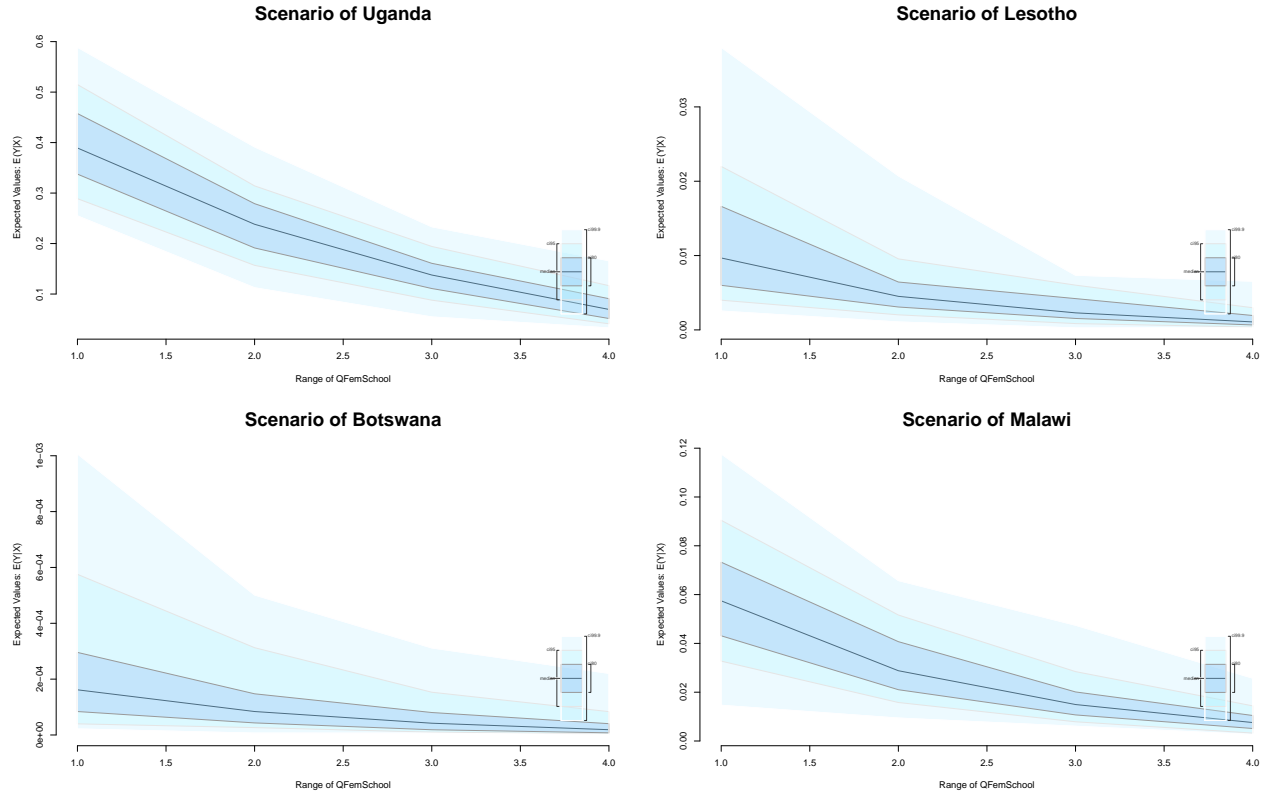 Scenario of Uganda
Expected Values: E(Y|X)
0.6
0.5
0.4
0.3
0.2
0.1
median
1.0 1.5 2.0 2.5 3.0 3.5 4.0
Range of QFemSchool
Scenario of Lesotho
Expected Values: E(Y|X)
0.03
0.02
0.01
0.00
median
1.0 1.5 2.0 2.5 3.0 3.5 4.0
Range of QFemSchool
Scenario of Botswana
Expected Values: E(Y|X)
1e−03
8e−04
6e−04
4e−04
2e−04
0e+00
median
1.0 1.5 2.0 2.5 3.0 3.5 4.0
Range of QFemSchool
Scenario of Malawi
Expected Values: E(Y|X)
0.12
0.10
0.08
0.06
0.04
0.02
0.00
median
1.0 1.5 2.0 2.5 3.0 3.5 4.0
Range of QFemSchool